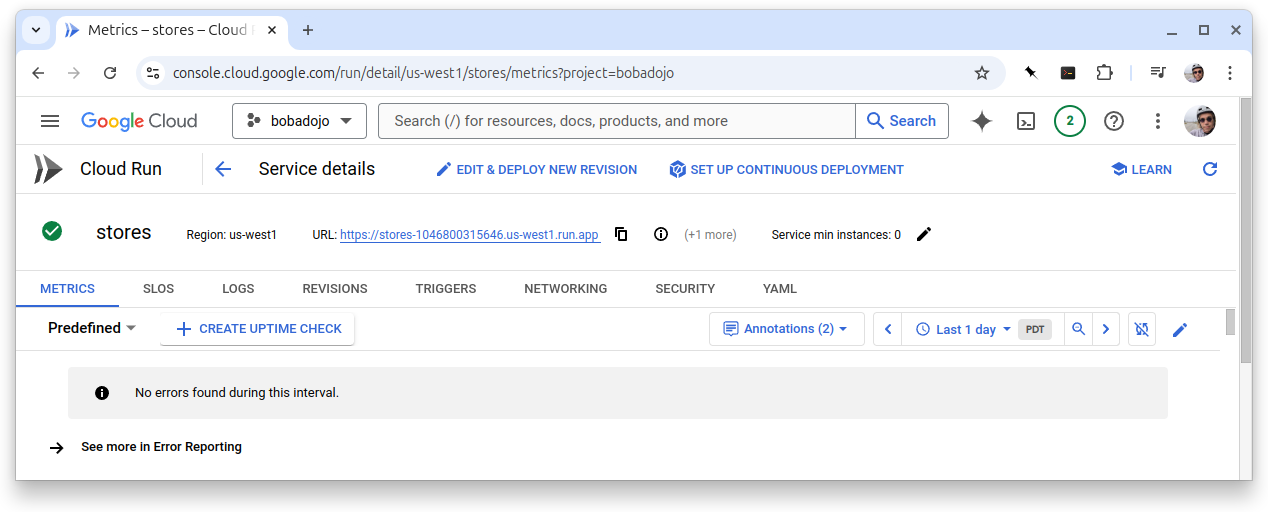 Metrics – stores – Cloud
console.cloud.google.com/run/detail/us-west1/stores/metrics?project=bobadojo
Google Cloud bobadojo Search (/) for resources, docs, products, and more Search 2
Cloud Run Service details EDIT & DEPLOY NEW REVISION SET UP CONTINUOUS DEPLOYMENT LEARN
stores Region: us-west1 URL: https://stores-1046800315646.us-west1.run.app (+1 more) Service min instances: 0
METRICS SLOS LOGS REVISIONS TRIGGERS NETWORKING SECURITY YAML
Predefined CREATE UPTIME CHECK Annotations (2) Last 1 day PDT
No errors found during this interval.
See more in Error Reporting